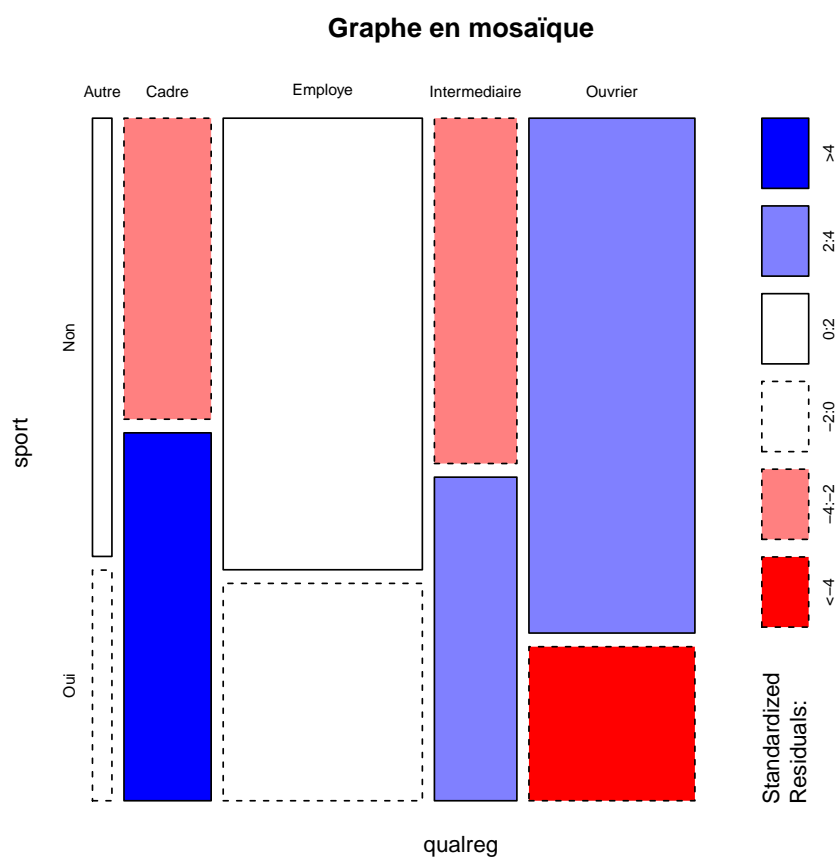 Graphe en mosaïque
Autre Cadre Employe Intermediaire Ouvrier
Non
Oui
sport
qualreg
>4
2:4
0:2
−2:0
−4:−2
<−4
Standardized
Residuals: